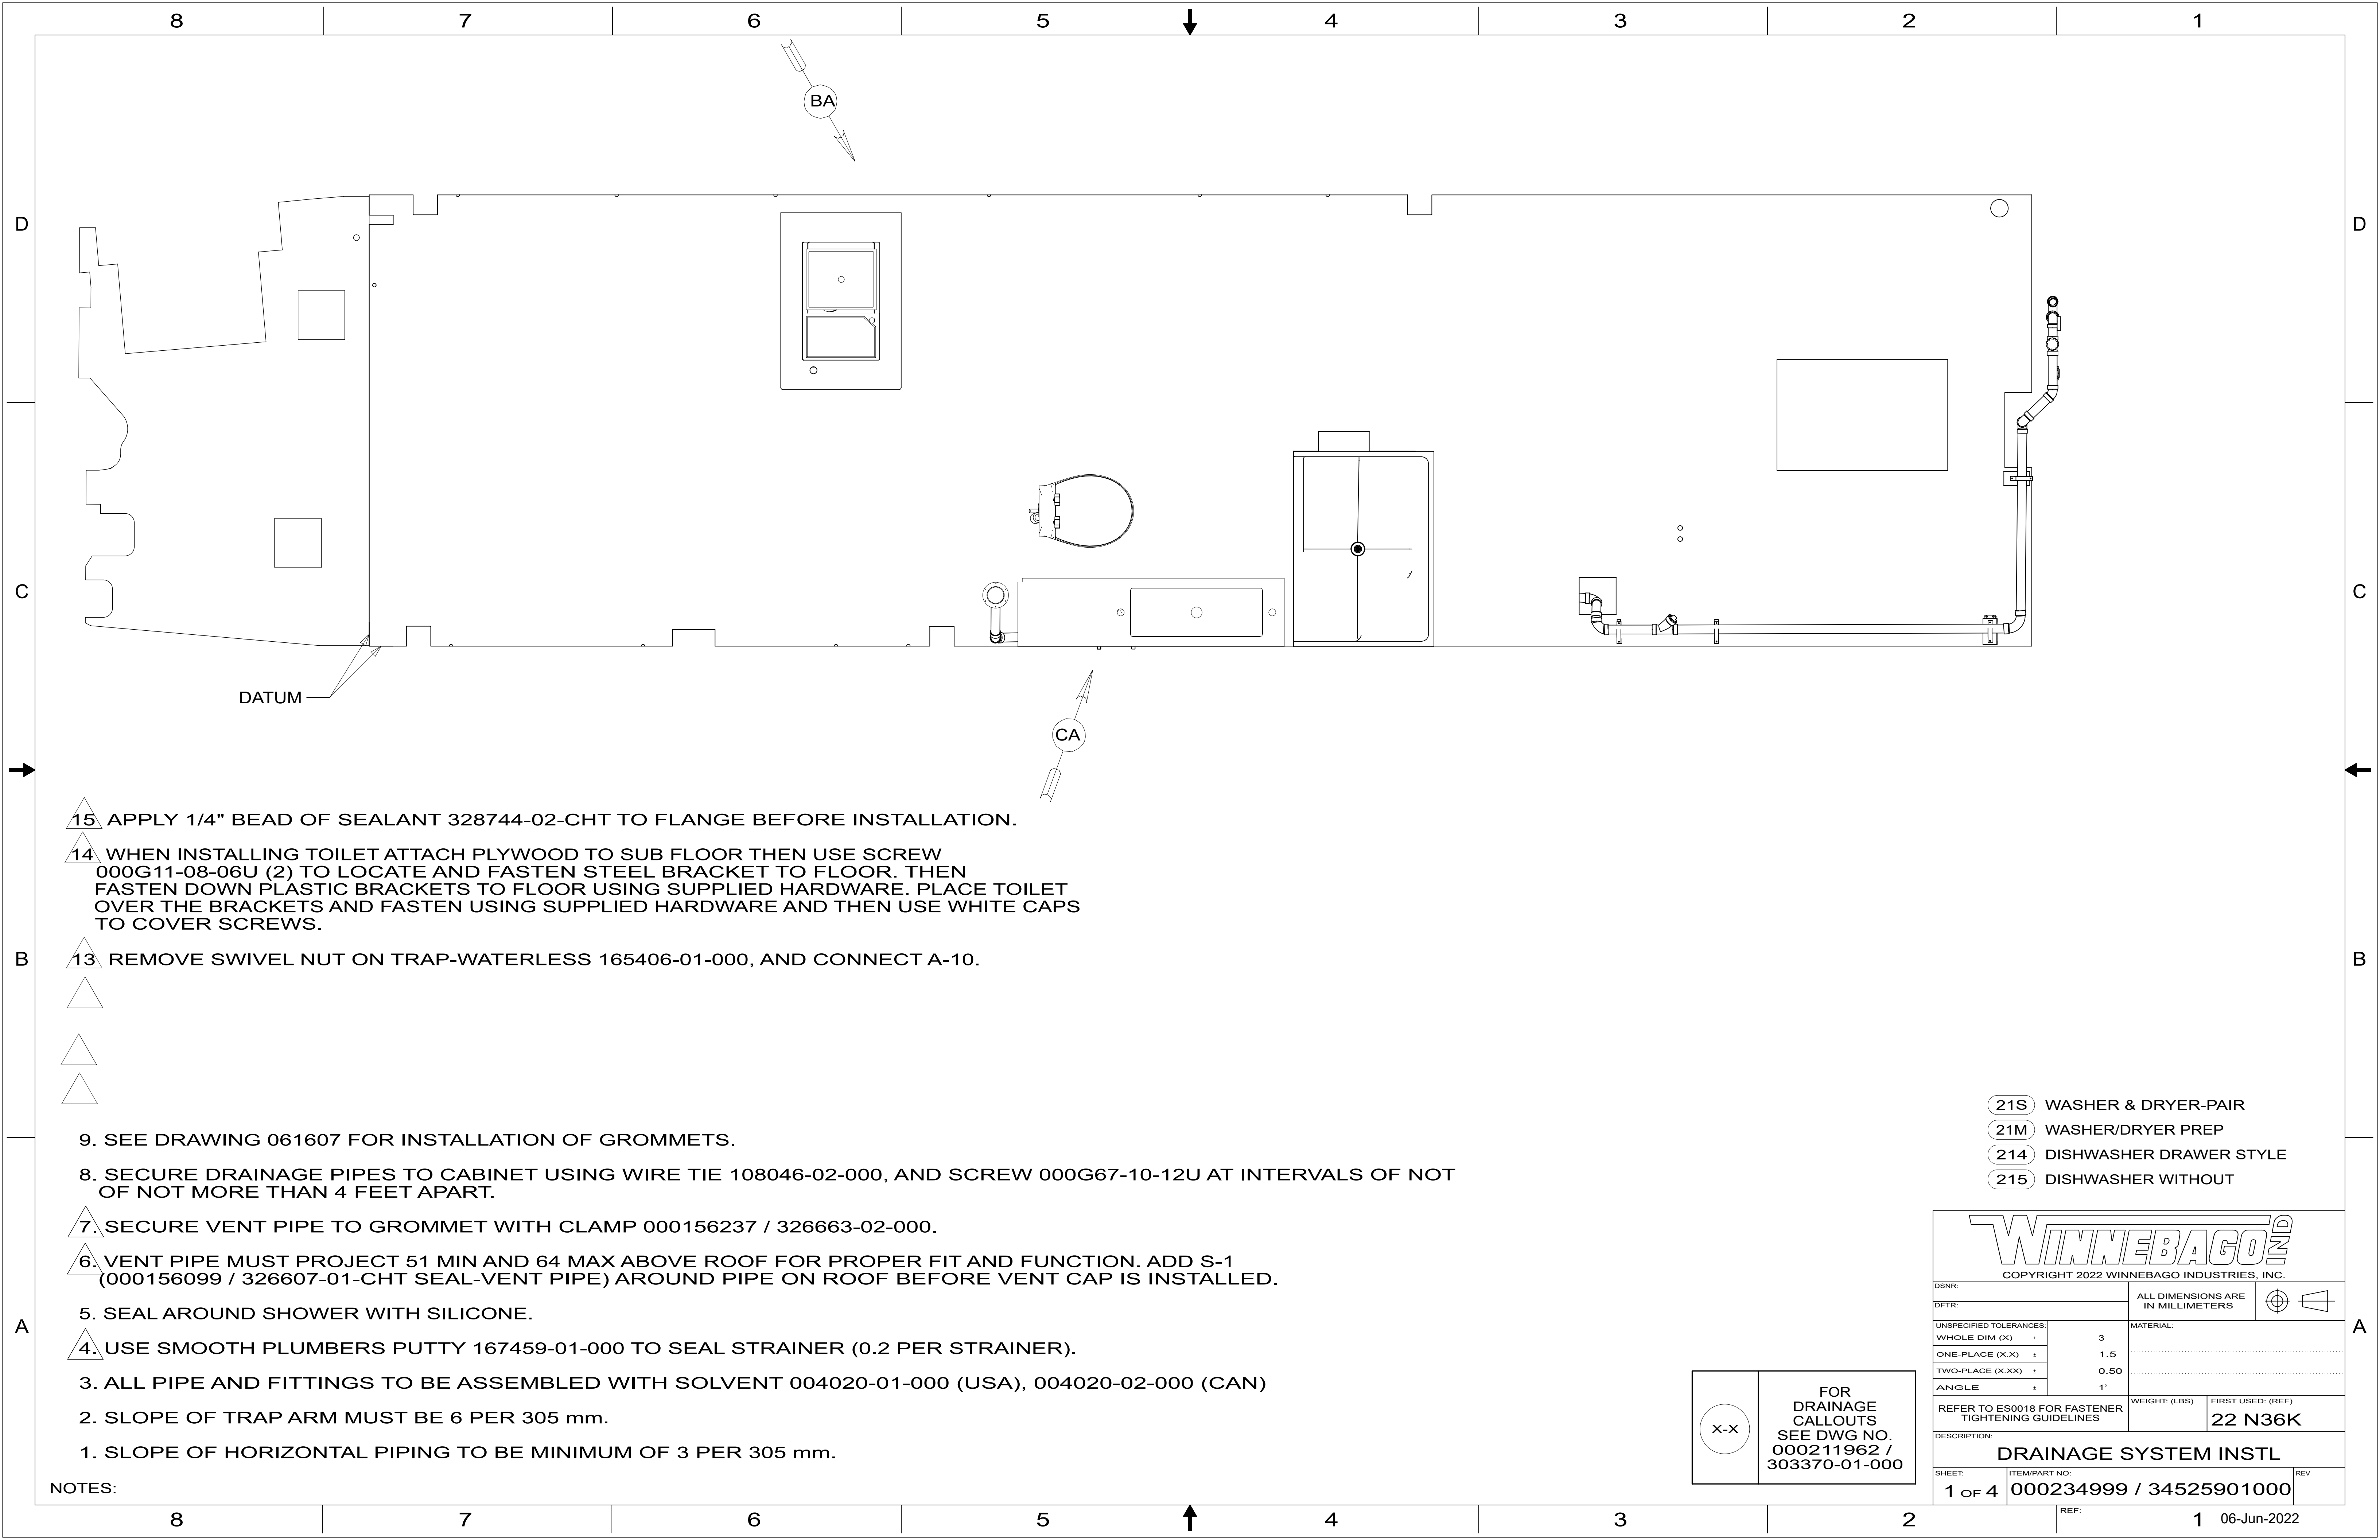 8 7 6 5 4 3 2 1
BA
D D
C C
DATUM
CA
15 APPLY 1/4" BEAD OF SEALANT 328744-02-CHT TO FLANGE BEFORE INSTALLATION.
14 WHEN INSTALLING TOILET ATTACH PLYWOOD TO SUB FLOOR THEN USE SCREW
000G11-08-06U (2) TO LOCATE AND FASTEN STEEL BRACKET TO FLOOR. THEN
FASTEN DOWN PLASTIC BRACKETS TO FLOOR USING SUPPLIED HARDWARE. PLACE TOILET
OVER THE BRACKETS AND FASTEN USING SUPPLIED HARDWARE AND THEN USE WHITE CAPS
TO COVER SCREWS.
B B
13 REMOVE SWIVEL NUT ON TRAP-WATERLESS 165406-01-000, AND CONNECT A-10.
9. SEE DRAWING 061607 FOR INSTALLATION OF GROMMETS.
8. SECURE DRAINAGE PIPES TO CABINET USING WIRE TIE 108046-02-000, AND SCREW 000G67-10-12U AT INTERVALS OF NOT
OF NOT MORE THAN 4 FEET APART.
7. SECURE VENT PIPE TO GROMMET WITH CLAMP 000156237 / 326663-02-000.
6. VENT PIPE MUST PROJECT 51 MIN AND 64 MAX ABOVE ROOF FOR PROPER FIT AND FUNCTION. ADD S-1
(000156099 / 326607-01-CHT SEAL-VENT PIPE) AROUND PIPE ON ROOF BEFORE VENT CAP IS INSTALLED.
5. SEAL AROUND SHOWER WITH SILICONE.
A A
4. USE SMOOTH PLUMBERS PUTTY 167459-01-000 TO SEAL STRAINER (0.2 PER STRAINER).
3. ALL PIPE AND FITTINGS TO BE ASSEMBLED WITH SOLVENT 004020-01-000 (USA), 004020-02-000 (CAN)
2. SLOPE OF TRAP ARM MUST BE 6 PER 305 mm.
1. SLOPE OF HORIZONTAL PIPING TO BE MINIMUM OF 3 PER 305 mm.
NOTES:
21S WASHER & DRYER-PAIR
21M WASHER/DRYER PREP
214 DISHWASHER DRAWER STYLE
215 DISHWASHER WITHOUT
X-X
FOR
DRAINAGE
CALLOUTS
SEE DWG NO.
000211962 /
303370-01-000
WINNEBAGO IND
COPYRIGHT 2022 WINNEBAGO INDUSTRIES, INC.
DSNR:
DFTR:
ALL DIMENSIONS ARE
IN MILLIMETERS
UNSPECIFIED TOLERANCES:
WHOLE DIM (X) ± 3
ONE-PLACE (X.X) ± 1.5
TWO-PLACE (X.XX) ± 0.50
ANGLE ± 1°
MATERIAL:
REFER TO ES0018 FOR FASTENER
TIGHTENING GUIDELINES
WEIGHT: (LBS)
FIRST USED: (REF)
22 N36K
DESCRIPTION:
DRAINAGE SYSTEM INSTL
SHEET:
1 OF 4
ITEM/PART NO:
000234999 / 34525901000
REV
REF:
8 7 6 5 4 3 2 1
06-Jun-2022